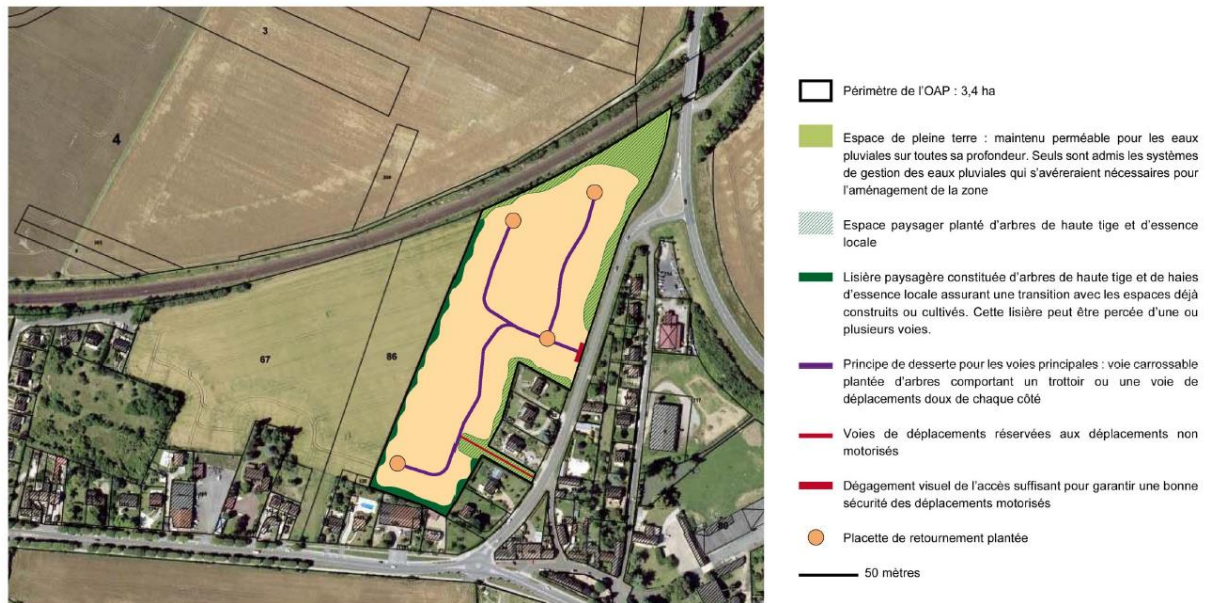 3
4
67
86
Périmètre de l'OAP : 3,4 ha
Espace de pleine terre : maintenu perméable pour les eaux
pluviales sur toutes sa profondeur. Seuls sont admis les systèmes
de gestion des eaux pluviales qui s'avéreraient nécessaires pour
l'aménagement de la zone
Espace paysager planté d'arbres de haute tige et d'essence
locale
Lisière paysagère constituée d'arbres de haute tige et de haies
d'essence locale assurant une transition avec les espaces déjà
construits ou cultivés. Cette lisière peut être percée d'une ou
plusieurs voies.
Principe de desserte pour les voies principales : voie carrossable
plantée d'arbres comportant un trottoir ou une voie de
déplacements doux de chaque côté
Voies de déplacements réservées aux déplacements non
motorisés
Dégagement visuel de l'accès suffisant pour garantir une bonne
sécurité des déplacements motorisés
Placette de retournement plantée
50 mètres